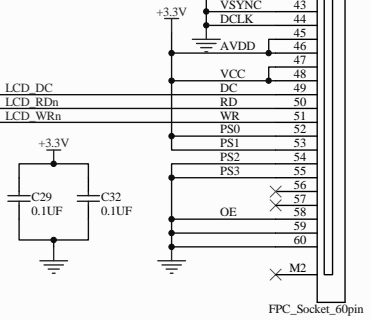 VSYNC 43
+3.3V
DCLK 44
45
AVDD 46
47
VCC 48
LCD_DC DC 49
LCD_RDn RD 50
LCD_WRn WR 51
PS0 52
+3.3V PS1 53
PS2 54
PS3 55
56
C29 C32 57
0.1UF 0.1UF OE 58
59
60
M2
FPC_Socket_60pin